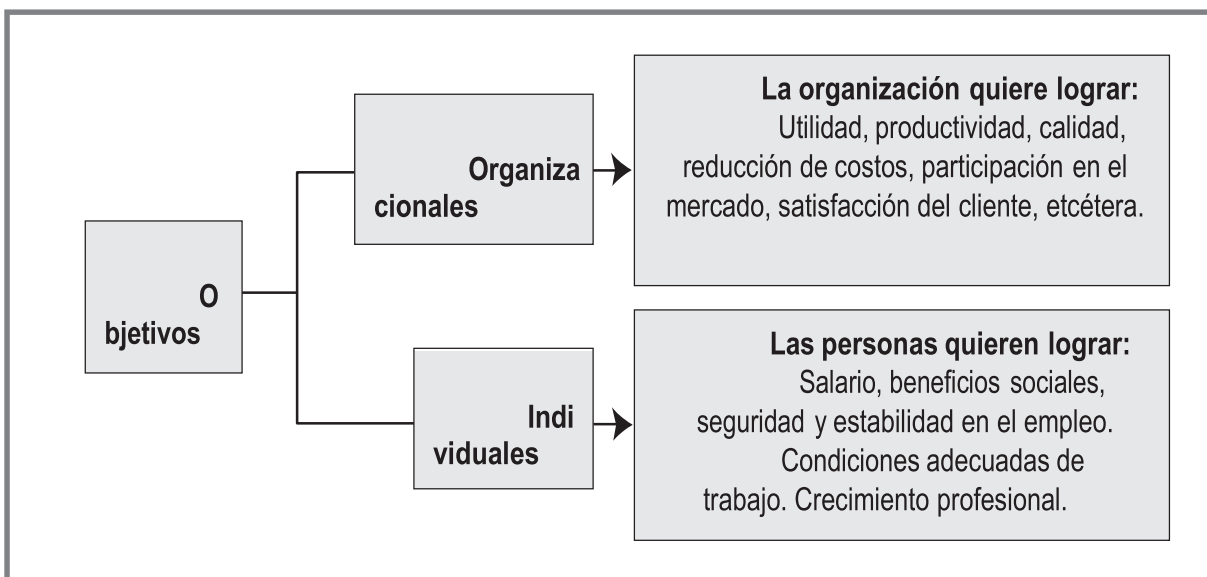 O
bjetivos
Organiza
cionales
La organización quiere lograr:
Utilidad, productividad, calidad,
reducción de costos, participación en el
mercado, satisfacción del cliente, etcétera.
Indi
viduales
Las personas quieren lograr:
Salario, beneficios sociales,
seguridad y estabilidad en el empleo.
Condiciones adecuadas de
trabajo. Crecimiento profesional.